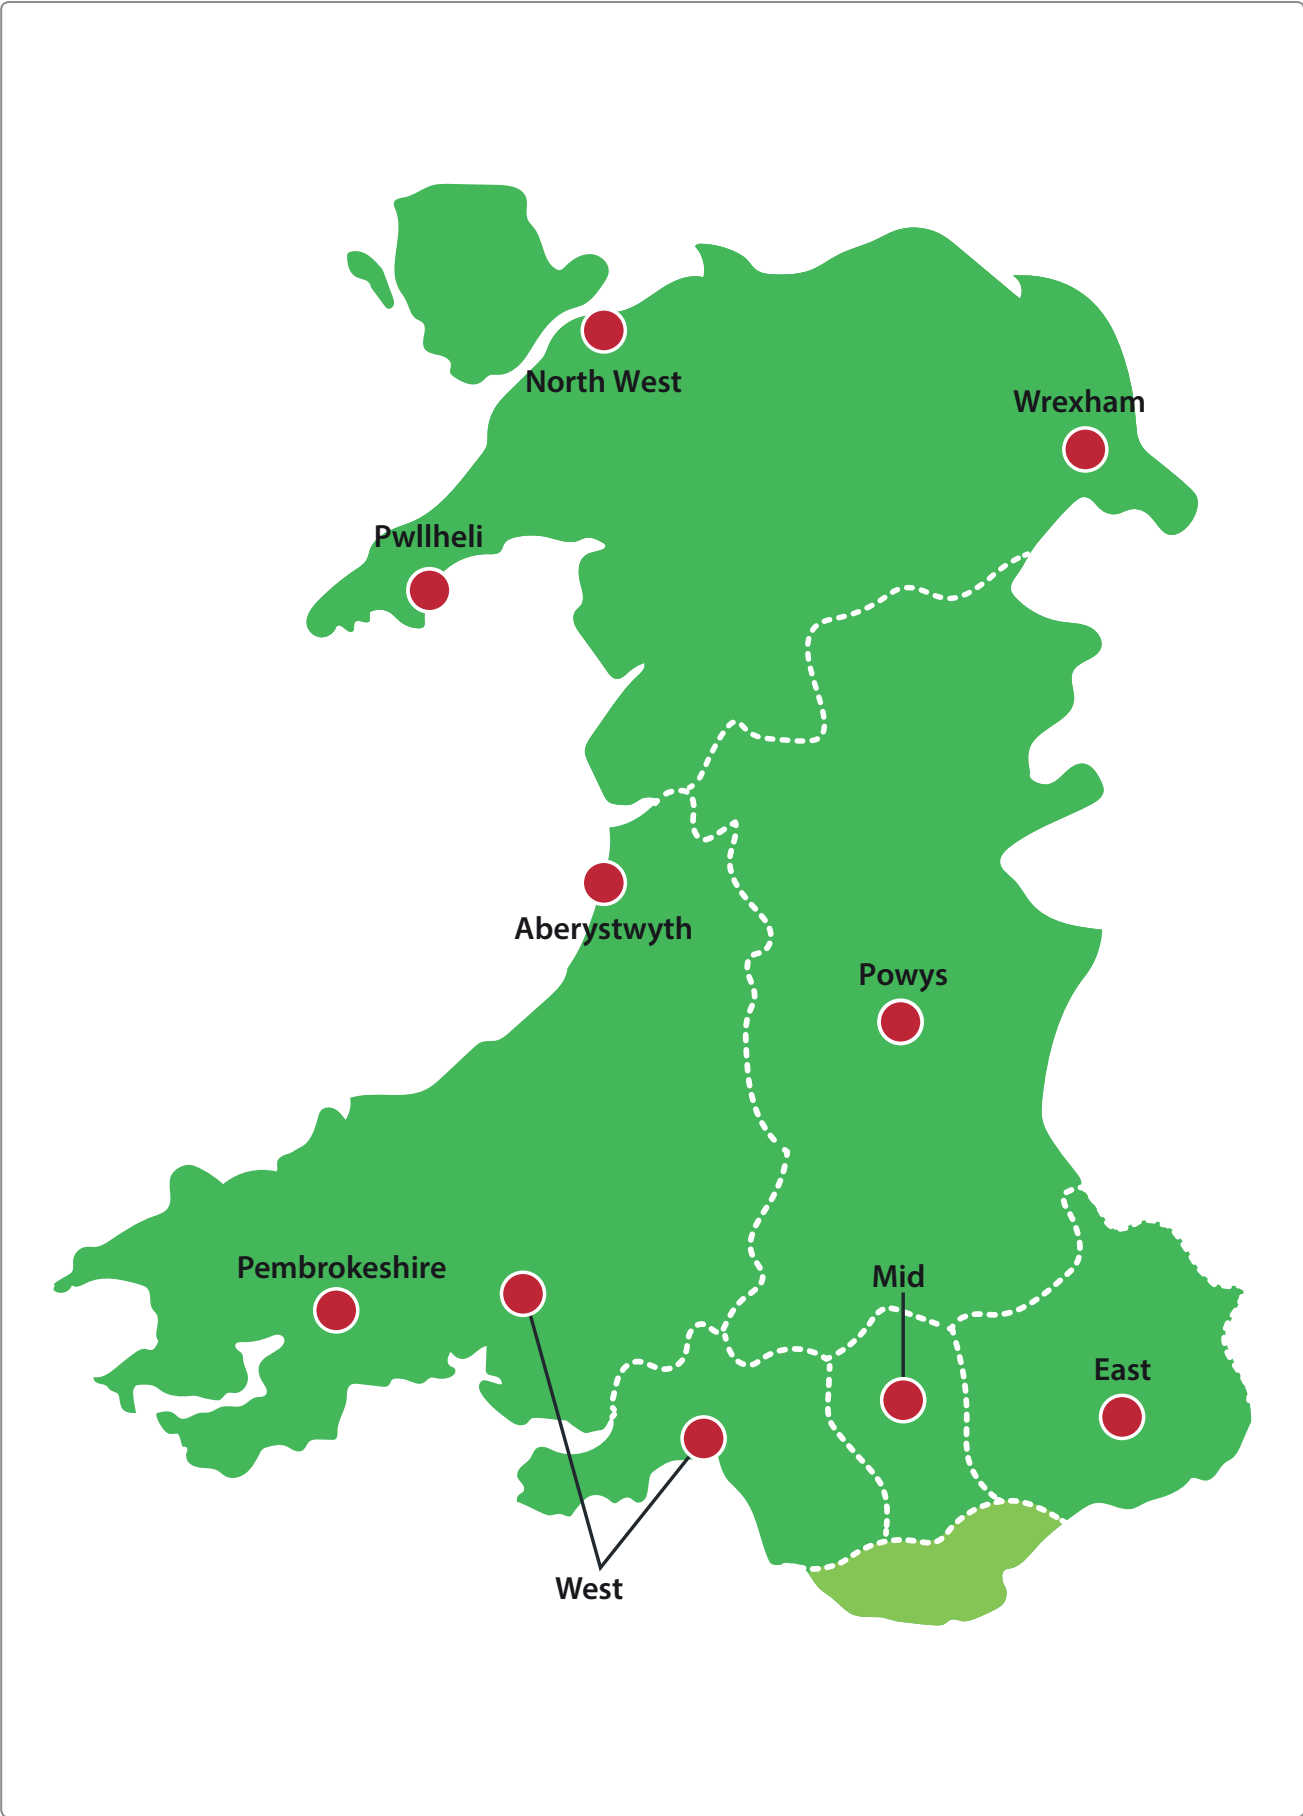 North West
Wrexham
Pwllheli
Aberystwyth
Powys
Pembrokeshire
Mid
East
West